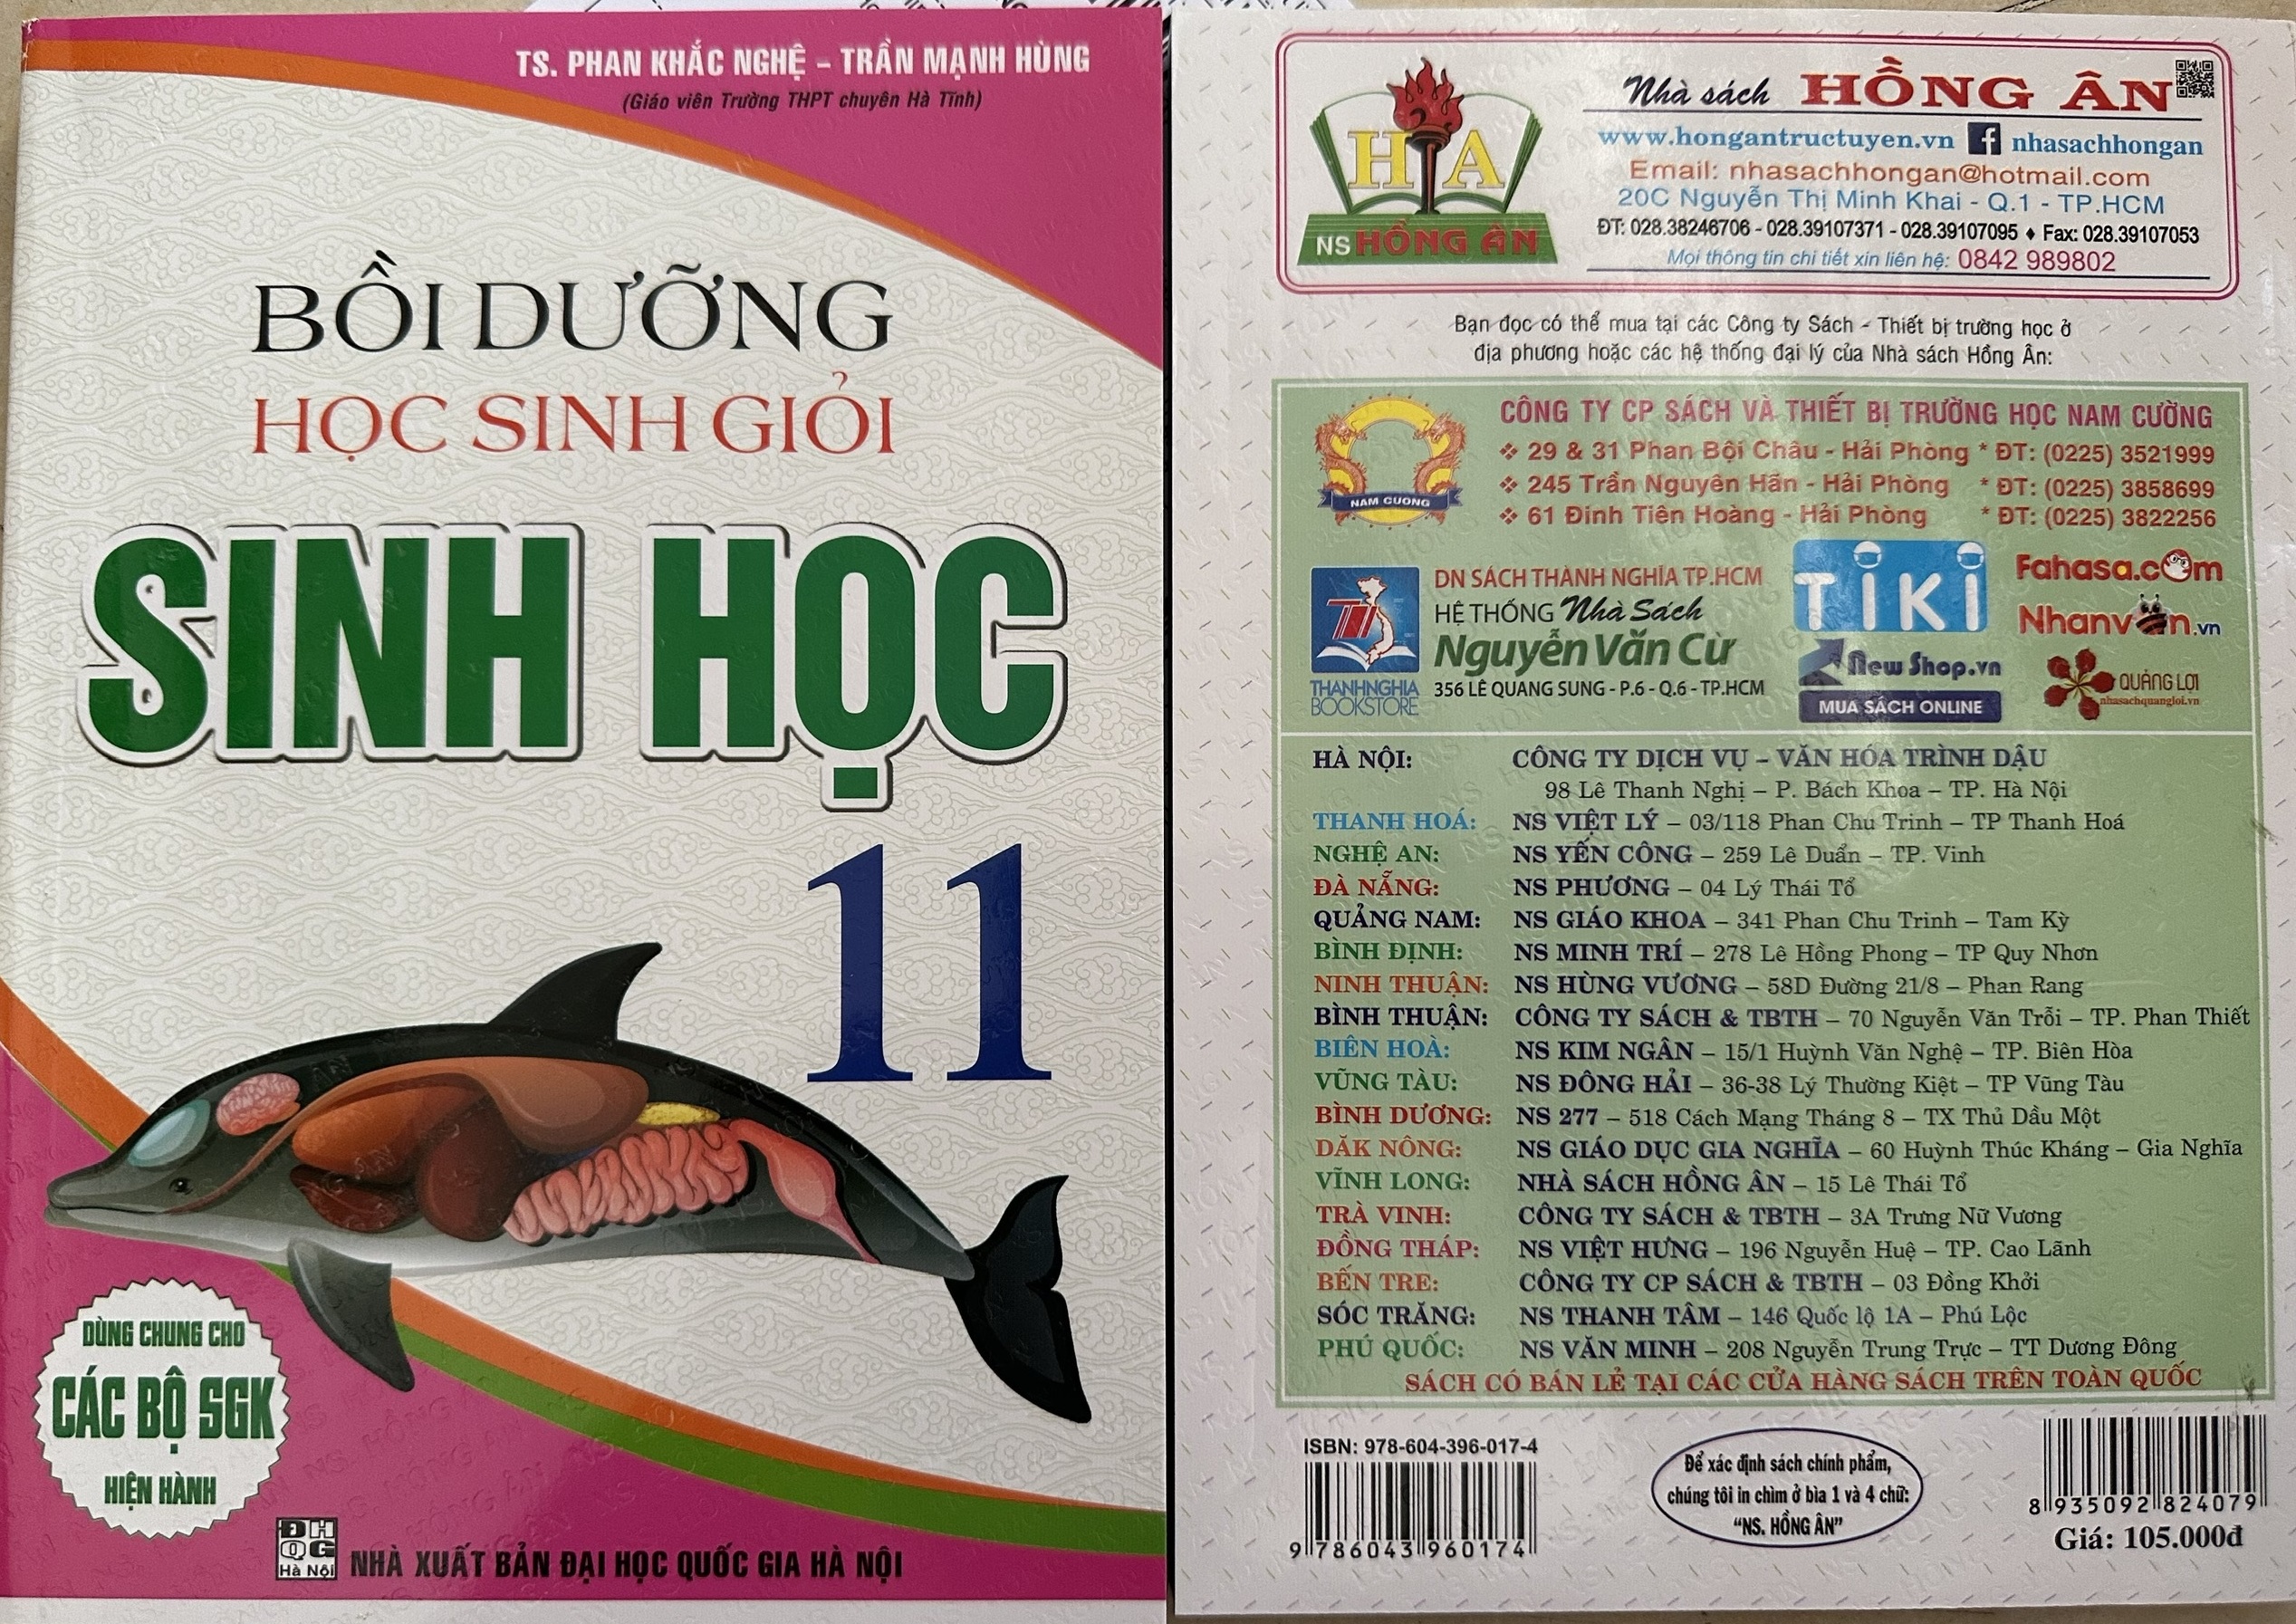 TS. PHAN KHẮC NGHỆ - TRẦN MẠNH HÙNG
(Giáo viên Trường THPT chuyên Hà Tĩnh)
BỒI DƯỠNG
HỌC SINH GIỎI
SINH HỌC
11
DÙNG CHUNG CHO
CÁC BỘ SGK
HIỆN HÀNH
ĐH
QG
Hà Nội
NHÀ XUẤT BẢN ĐẠI HỌC QUỐC GIA HÀ NỘI
HA
NS HỒNG ÂN
Nhà sách HỒNG ÂN
www.hongantructuyen.vn f nhasachhongan
Email: nhasachhongan@hotmail.com
20C Nguyễn Thị Minh Khai - Q.1 - TP.HCM
ĐT: 028.38246706 - 028.39107371 - 028.39107095 ♦ Fax: 028.39107053
Mọi thông tin chi tiết xin liên hệ: 0842 989802
Bạn đọc có thể mua tại các Công ty Sách - Thiết bị trường học ở
địa phương hoặc các hệ thống đại lý của Nhà sách Hồng Ân:
NAM CUONG
CÔNG TY CP SÁCH VÀ THIẾT BỊ TRƯỜNG HỌC NAM CƯỜNG
❖ 29 & 31 Phan Bội Châu - Hải Phòng * ĐT: (0225) 3521999
❖ 245 Trần Nguyên Hãn - Hải Phòng * ĐT: (0225) 3858699
❖ 61 Đinh Tiên Hoàng - Hải Phòng * ĐT: (0225) 3822256
THANHNGHIA
BOOKSTORE
DN SÁCH THÀNH NGHĨA TP.HCM
HỆ THỐNG Nhà Sách
Nguyễn Văn Cừ
356 LÊ QUANG SUNG - P.6 - Q.6 - TP.HCM
TIKI
Fahasa.com
Nhanvan.vn
New Shop.vn
MUA SÁCH ONLINE
QUẢNG LỢI
nhasachquangloi.vn
HÀ NỘI: CÔNG TY DỊCH VỤ – VĂN HÓA TRÌNH DẬU
98 Lê Thanh Nghị – P. Bách Khoa – TP. Hà Nội
THANH HOÁ: NS VIỆT LÝ – 03/118 Phan Chu Trinh – TP Thanh Hoá
NGHỆ AN: NS YẾN CÔNG – 259 Lê Duẩn – TP. Vinh
ĐÀ NẴNG: NS PHƯƠNG – 04 Lý Thái Tổ
QUẢNG NAM: NS GIÁO KHOA – 341 Phan Chu Trinh – Tam Kỳ
BÌNH ĐỊNH: NS MINH TRÍ – 278 Lê Hồng Phong – TP Quy Nhơn
NINH THUẬN: NS HÙNG VƯƠNG – 58D Đường 21/8 – Phan Rang
BÌNH THUẬN: CÔNG TY SÁCH & TBTH – 70 Nguyễn Văn Trỗi – TP. Phan Thiết
BIÊN HOÀ: NS KIM NGÂN – 15/1 Huỳnh Văn Nghệ – TP. Biên Hòa
VŨNG TÀU: NS ĐÔNG HẢI – 36-38 Lý Thường Kiệt – TP Vũng Tàu
BÌNH DƯƠNG: NS 277 – 518 Cách Mạng Tháng 8 – TX Thủ Dầu Một
DĂK NÔNG: NS GIÁO DỤC GIA NGHĨA – 60 Huỳnh Thúc Kháng – Gia Nghĩa
VĨNH LONG: NHÀ SÁCH HỒNG ÂN – 15 Lê Thái Tổ
TRÀ VINH: CÔNG TY SÁCH & TBTH – 3A Trưng Nữ Vương
ĐỒNG THÁP: NS VIỆT HƯNG – 196 Nguyễn Huệ – TP. Cao Lãnh
BẾN TRE: CÔNG TY CP SÁCH & TBTH – 03 Đồng Khởi
SÓC TRĂNG: NS THANH TÂM – 146 Quốc lộ 1A – Phú Lộc
PHÚ QUỐC: NS VĂN MINH – 208 Nguyễn Trung Trực – TT Dương Đông
SÁCH CÓ BÁN LẺ TẠI CÁC CỬA HÀNG SÁCH TRÊN TOÀN QUỐC
ISBN: 978-604-396-017-4
9 786043 960174
Để xác định sách chính phẩm,
chúng tôi in chìm ở bìa 1 và 4 chữ:
“NS. HỒNG ÂN”
8 935092 824079
Giá: 105.000đ